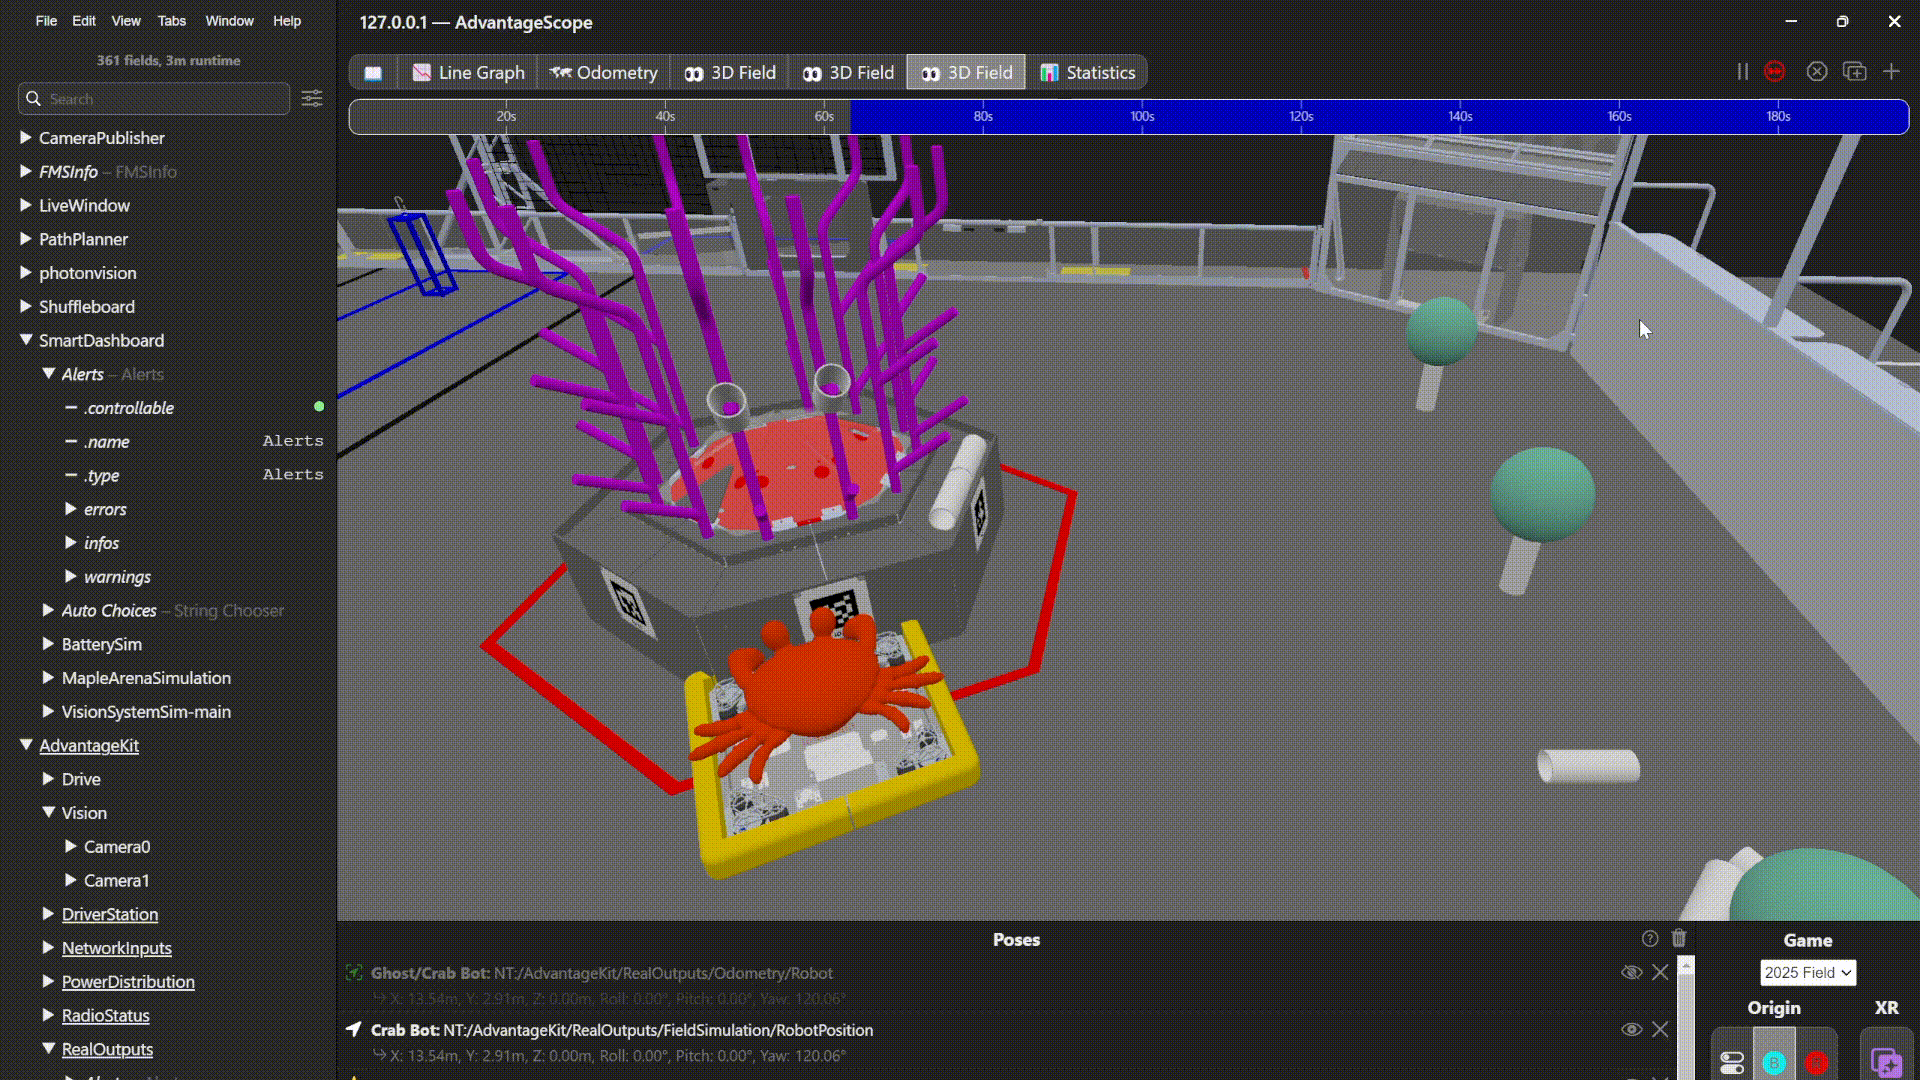 File Edit View Tabs Window Help
127.0.0.1 — AdvantageScope
361 fields, 3m runtime
Line Graph
Odometry
3D Field
3D Field
3D Field
Statistics
Search
20s 40s 60s 80s 100s 120s 140s 160s 180s
CameraPublisher
FMSInfo – FMSInfo
LiveWindow
PathPlanner
photonvision
Shuffleboard
SmartDashboard
Alerts – Alerts
.controllable
.name Alerts
.type Alerts
errors
infos
warnings
Auto Choices – String Chooser
BatterySim
MapleArenaSimulation
VisionSystemSim-main
AdvantageKit
Drive
Vision
Camera0
Camera1
DriverStation
NetworkInputs
PowerDistribution
RadioStatus
RealOutputs
Poses
Ghost/Crab Bot: NT:/AdvantageKit/RealOutputs/Odometry/Robot
X: 13.54m, Y: 2.91m, Z: 0.00m, Roll: 0.00°, Pitch: 0.00°, Yaw: 120.06°
Crab Bot: NT:/AdvantageKit/RealOutputs/FieldSimulation/RobotPosition
X: 13.54m, Y: 2.91m, Z: 0.00m, Roll: 0.00°, Pitch: 0.00°, Yaw: 120.06°
Game
2025 Field
Origin XR
B